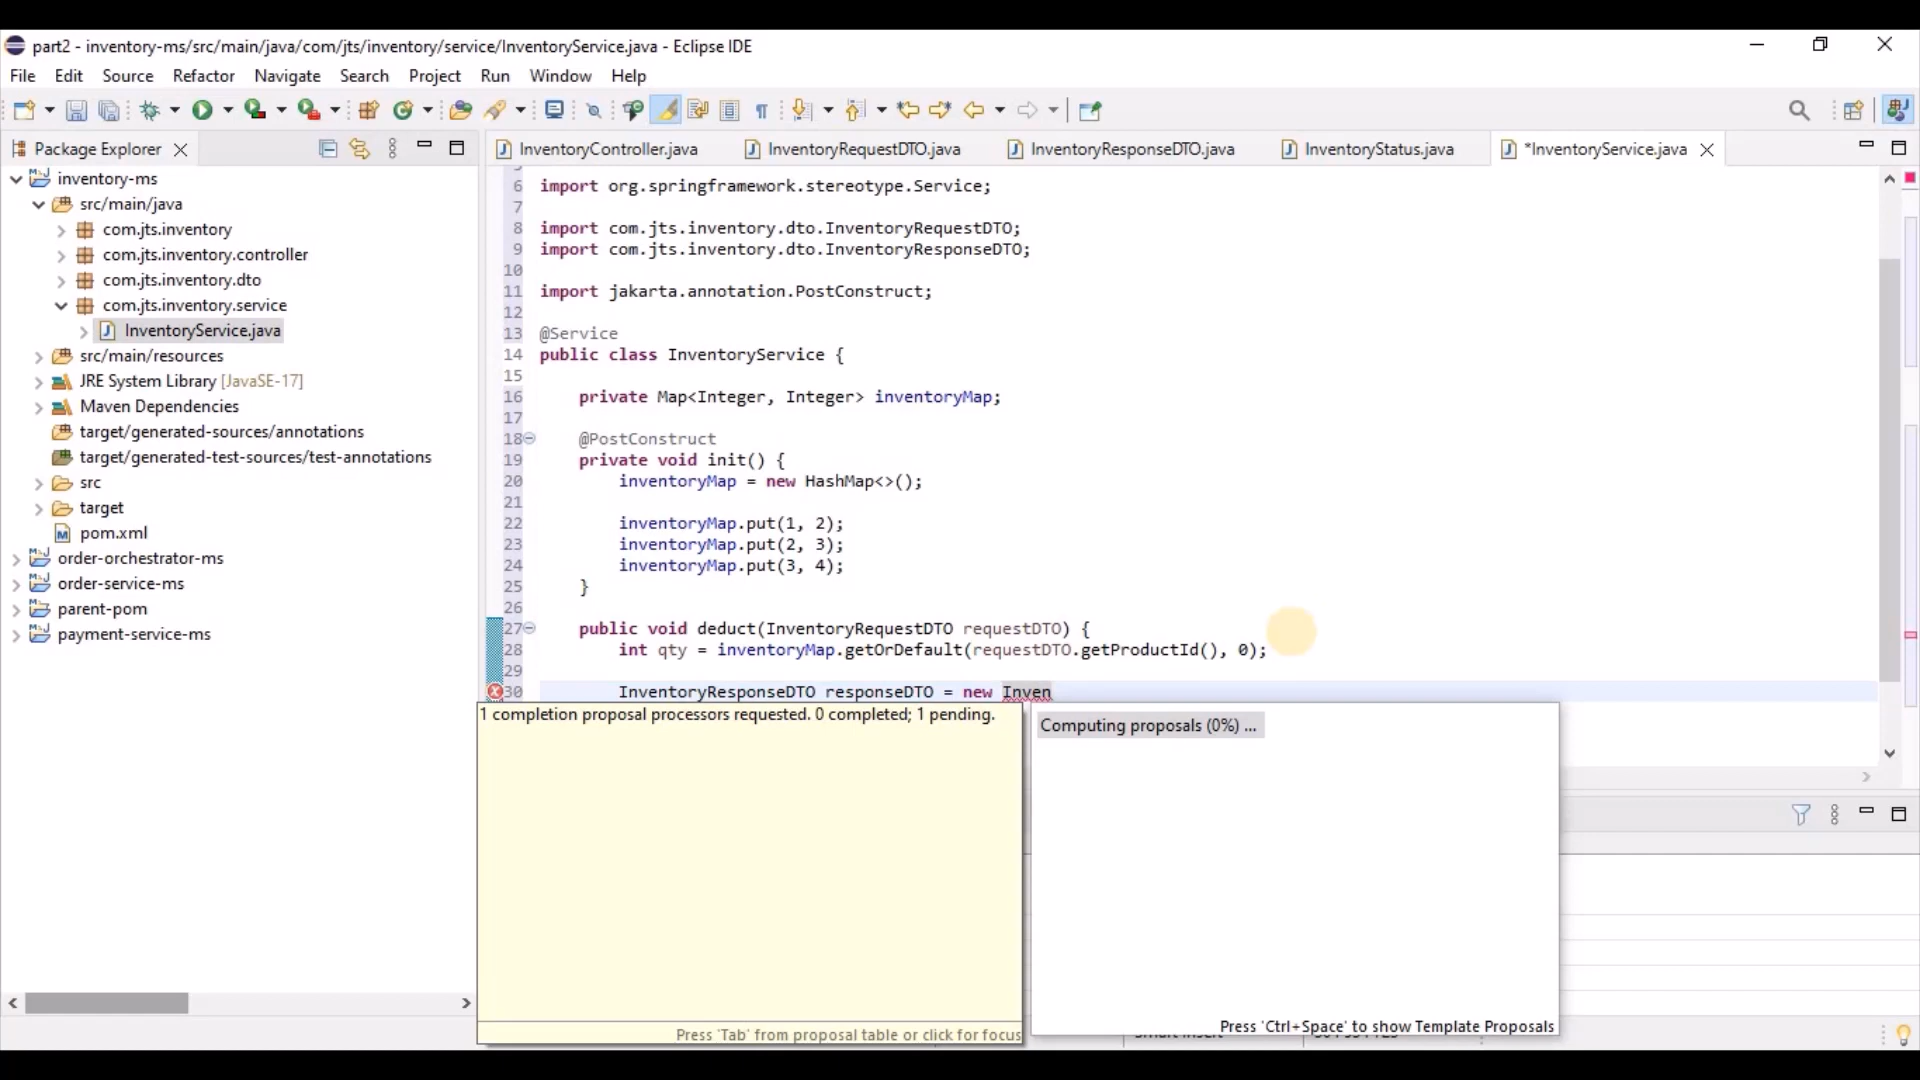 part2 - inventory-ms/src/main/java/com/jts/inventory/service/InventoryService.java - Eclipse IDE
File Edit Source Refactor Navigate Search Project Run Window Help
Package Explorer
inventory-ms
src/main/java
com.jts.inventory
com.jts.inventory.controller
com.jts.inventory.dto
com.jts.inventory.service
InventoryService.java
src/main/resources
JRE System Library [JavaSE-17]
Maven Dependencies
target/generated-sources/annotations
target/generated-test-sources/test-annotations
src
target
pom.xml
order-orchestrator-ms
order-service-ms
parent-pom
payment-service-ms
InventoryController.java InventoryRequestDTO.java InventoryResponseDTO.java InventoryStatus.java *InventoryService.java
6 import org.springframework.stereotype.Service;
7
8 import com.jts.inventory.dto.InventoryRequestDTO;
9 import com.jts.inventory.dto.InventoryResponseDTO;
10
11 import jakarta.annotation.PostConstruct;
12
13 @Service
14 public class InventoryService {
15
16 private Map<Integer, Integer> inventoryMap;
17
18 @PostConstruct
19 private void init() {
20 inventoryMap = new HashMap<>();
21
22 inventoryMap.put(1, 2);
23 inventoryMap.put(2, 3);
24 inventoryMap.put(3, 4);
25 }
26
27 public void deduct(InventoryRequestDTO requestDTO) {
28 int qty = inventoryMap.getOrDefault(requestDTO.getProductId(), 0);
29
30 InventoryResponseDTO responseDTO = new Inven
1 completion proposal processors requested. 0 completed; 1 pending.
Press 'Tab' from proposal table or click for focus
Computing proposals (0%) ...
Press 'Ctrl+Space' to show Template Proposals